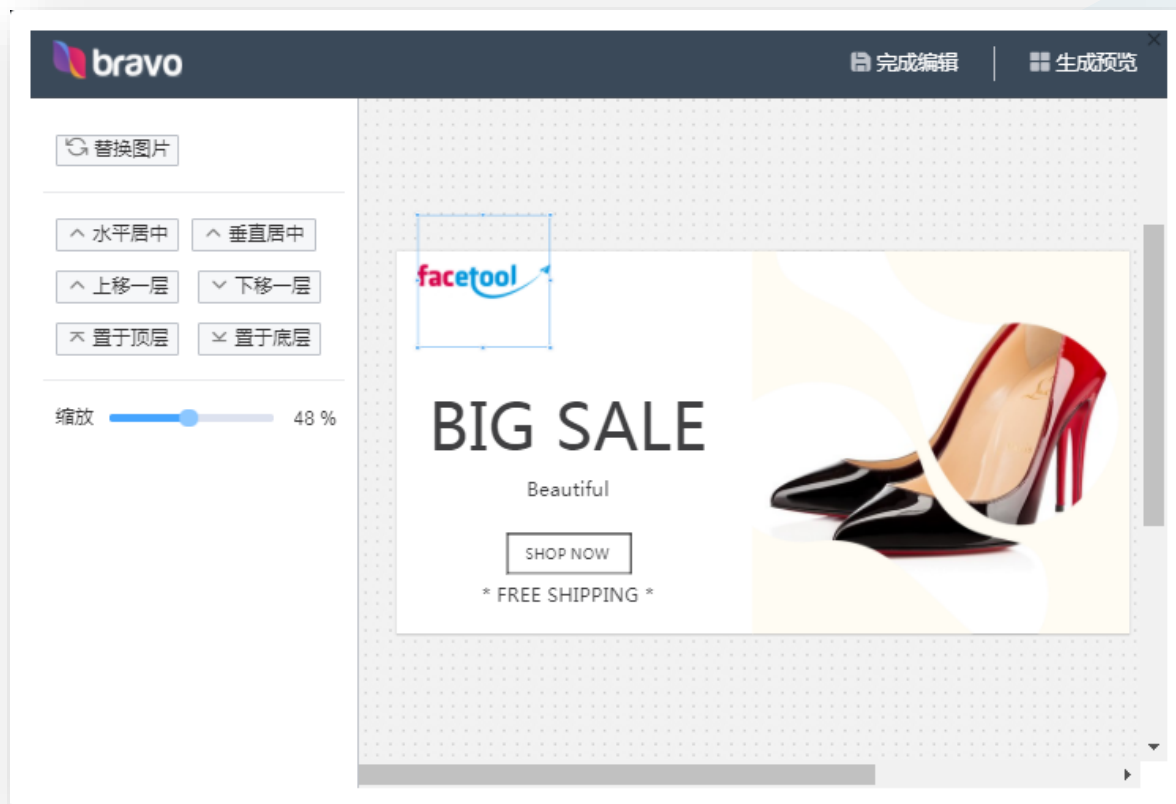 bravo
完成编辑
生成预览
替换图片
水平居中 垂直居中
上移一层 下移一层
置于顶层 置于底层
缩放 48 %
facetool
BIG SALE
Beautiful
SHOP NOW
* FREE SHIPPING *